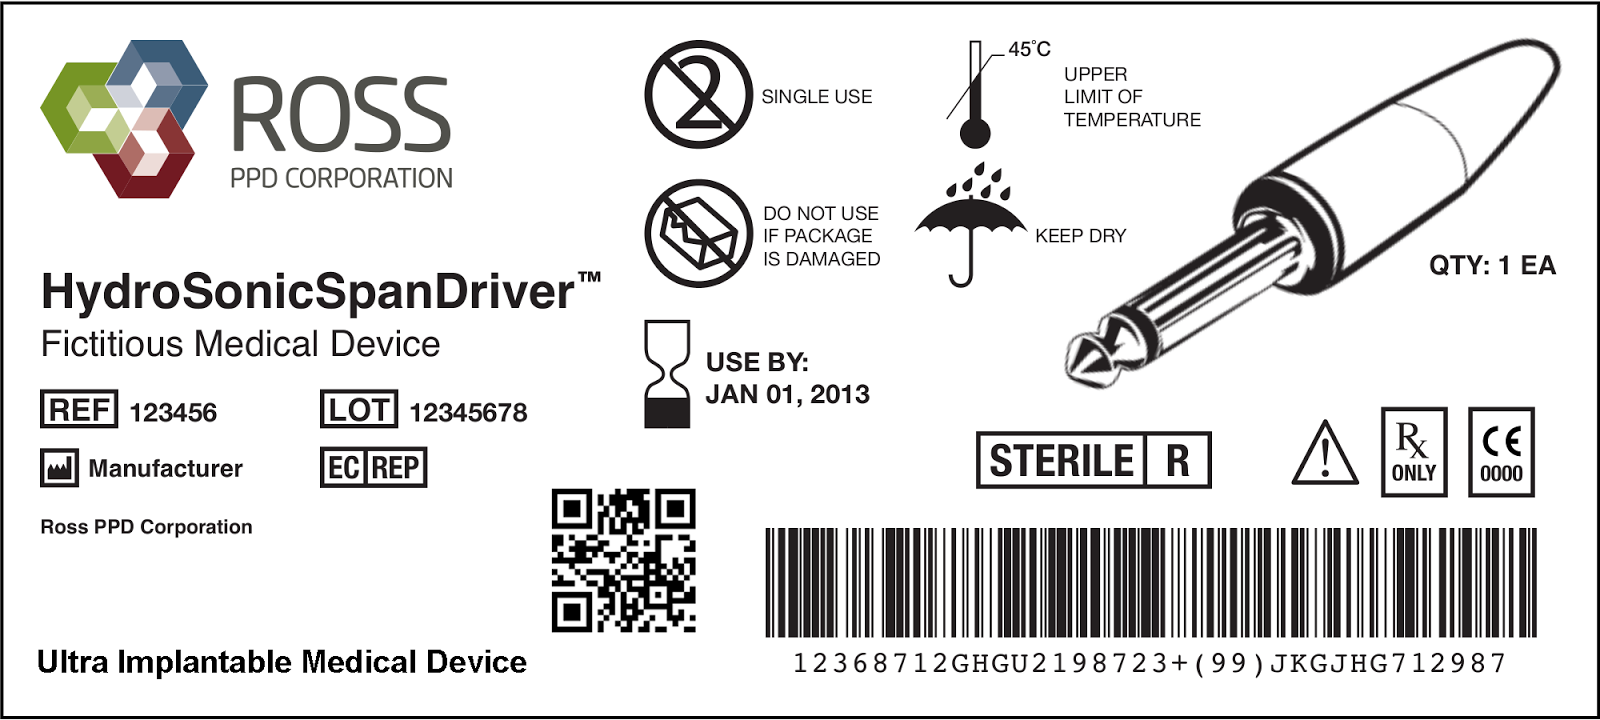 ROSS
PPD CORPORATION
HydroSonicSpanDriver™
Fictitious Medical Device
REF 123456
LOT 12345678
Manufacturer
EC REP
Ross PPD Corporation
Ultra Implantable Medical Device
2
SINGLE USE
45°C
UPPER
LIMIT OF
TEMPERATURE
DO NOT USE
IF PACKAGE
IS DAMAGED
KEEP DRY
USE BY:
JAN 01, 2013
QTY: 1 EA
STERILE R
!
Rx
ONLY
CE
0000
12368712GHGU2198723+(99)JKGJHG712987